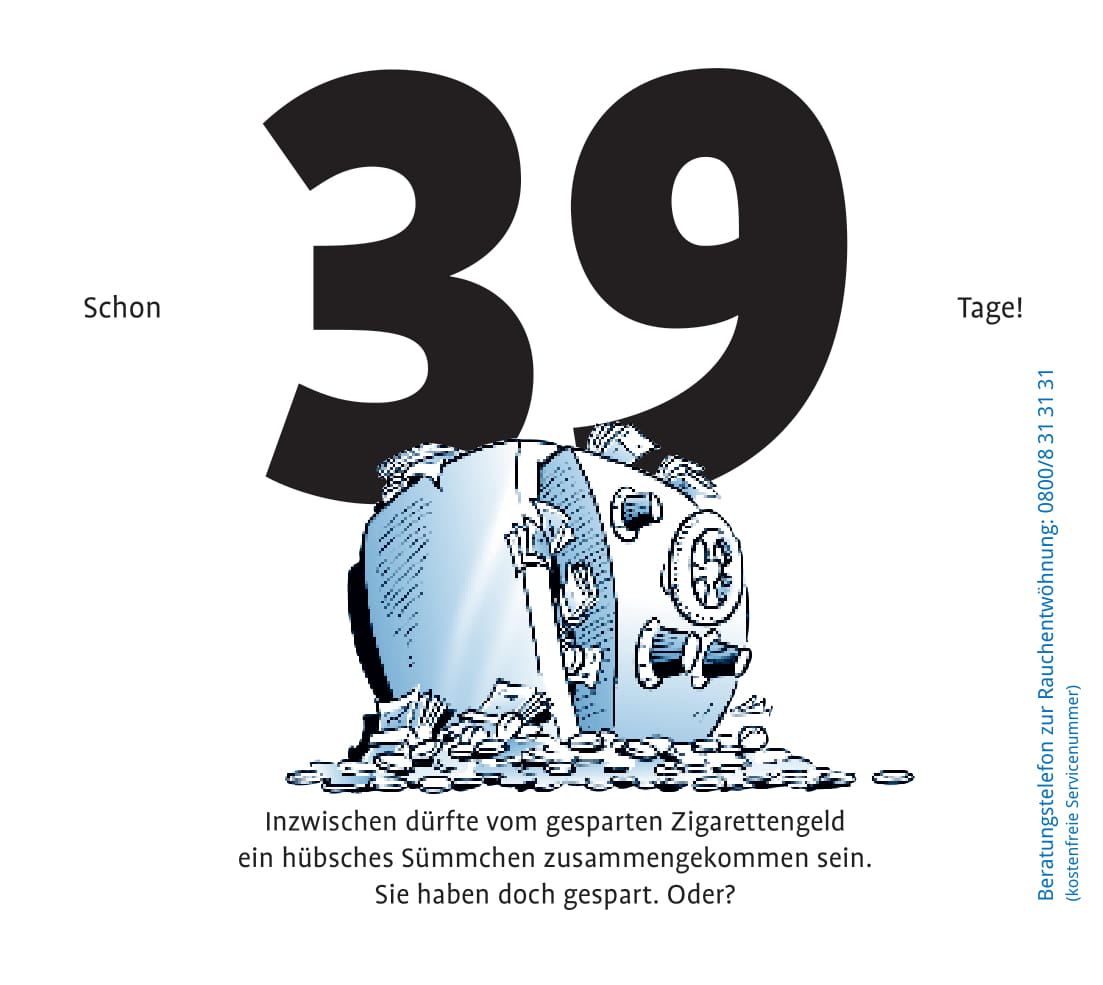 Schon
39
Tage!
Inzwischen dürfte vom gesparten Zigarettengeld
ein hübsches Sümmchen zusammengekommen sein.
Sie haben doch gespart. Oder?
Beratungstelefon zur Rauchentwöhnung: 0800/8 31 31 31
(kostenfreie Servicenummer)